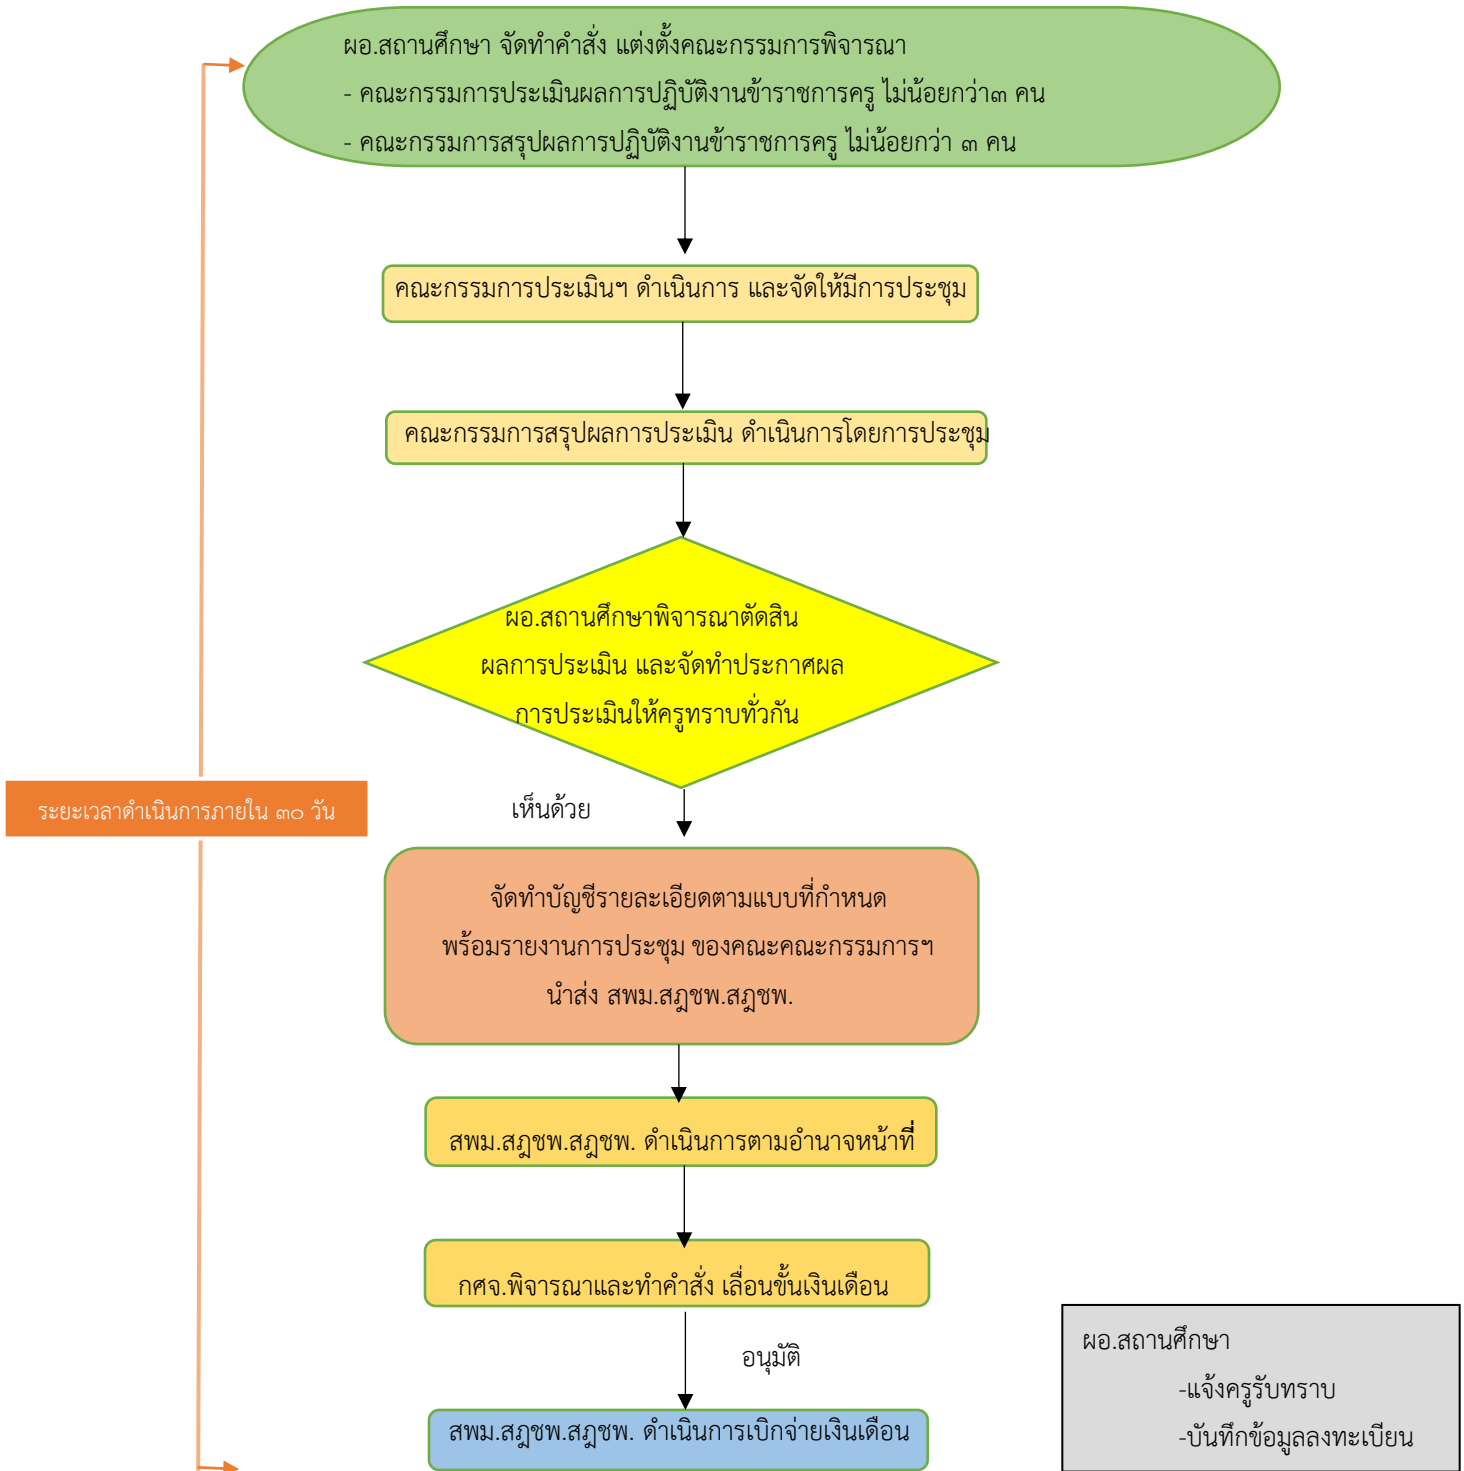 ผอ.สถานศึกษา จัดทำคำสั่ง แต่งตั้งคณะกรรมการพิจารณา
- คณะกรรมการประเมินผลการปฏิบัติงานข้าราชการครู ไม่น้อยกว่า๓ คน
- คณะกรรมการสรุปผลการปฏิบัติงานข้าราชการครู ไม่น้อยกว่า ๓ คน
คณะกรรมการประเมินฯ ดำเนินการ และจัดให้มีการประชุม
คณะกรรมการสรุปผลการประเมิน ดำเนินการโดยการประชุม
ผอ.สถานศึกษาพิจารณาตัดสิน
ผลการประเมิน และจัดทำประกาศผล
การประเมินให้ครูทราบทั่วกัน
ระยะเวลาดำเนินการภายใน ๓๐ วัน
เห็นด้วย
จัดทำบัญชีรายละเอียดตามแบบที่กำหนด
พร้อมรายงานการประชุม ของคณะคณะกรรมการฯ
นำส่ง สพม.สฎชพ.สฎชพ.
สพม.สฎชพ.สฎชพ. ดำเนินการตามอำนาจหน้าที่
กศจ.พิจารณาและทำคำสั่ง เลื่อนขั้นเงินเดือน
อนุมัติ
สพม.สฎชพ.สฎชพ. ดำเนินการเบิกจ่ายเงินเดือน
ผอ.สถานศึกษา
-แจ้งครูรับทราบ
-บันทึกข้อมูลลงทะเบียน